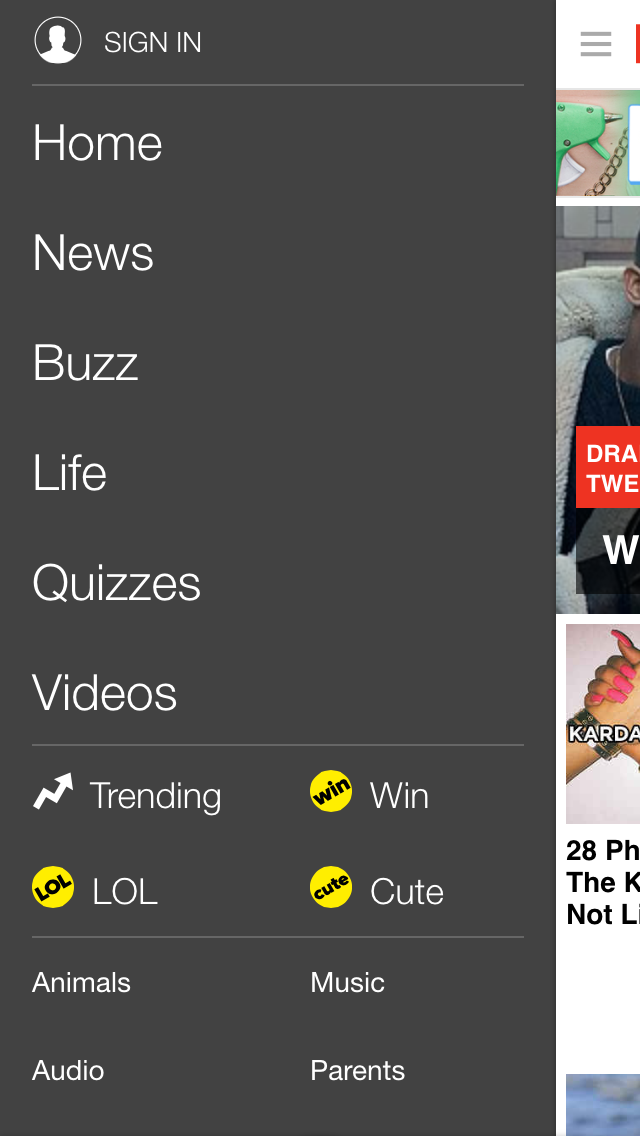 SIGN IN
Home
News
Buzz
Life
Quizzes
Videos
Trending
win Win
LOL LOL
cute Cute
Animals
Music
Audio
Parents
DRA
TWE
W
KARDA
28 Ph
The K
Not Li